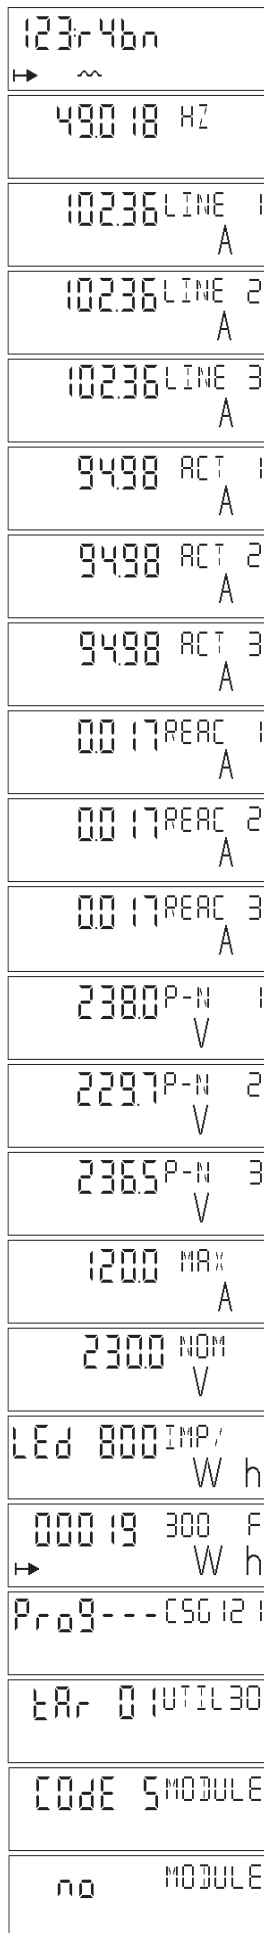 123:r4bn
49.018 HZ
102.36 LINE 1
A
102.36 LINE 2
A
102.36 LINE 3
A
94.98 ACT 1
A
94.98 ACT 2
A
94.98 ACT 3
A
0.017 REAC 1
A
0.017 REAC 2
A
0.017 REAC 3
A
238.0 P-N 1
V
229.7 P-N 2
V
236.5 P-N 3
V
120.0 MAX
A
230.0 NOM
V
LEd 800 IMP/
W h
00019 300 F
W h
Prog--- CSG121
tAr 01 UTIL30
COdE 5 MODULE
no MODULE